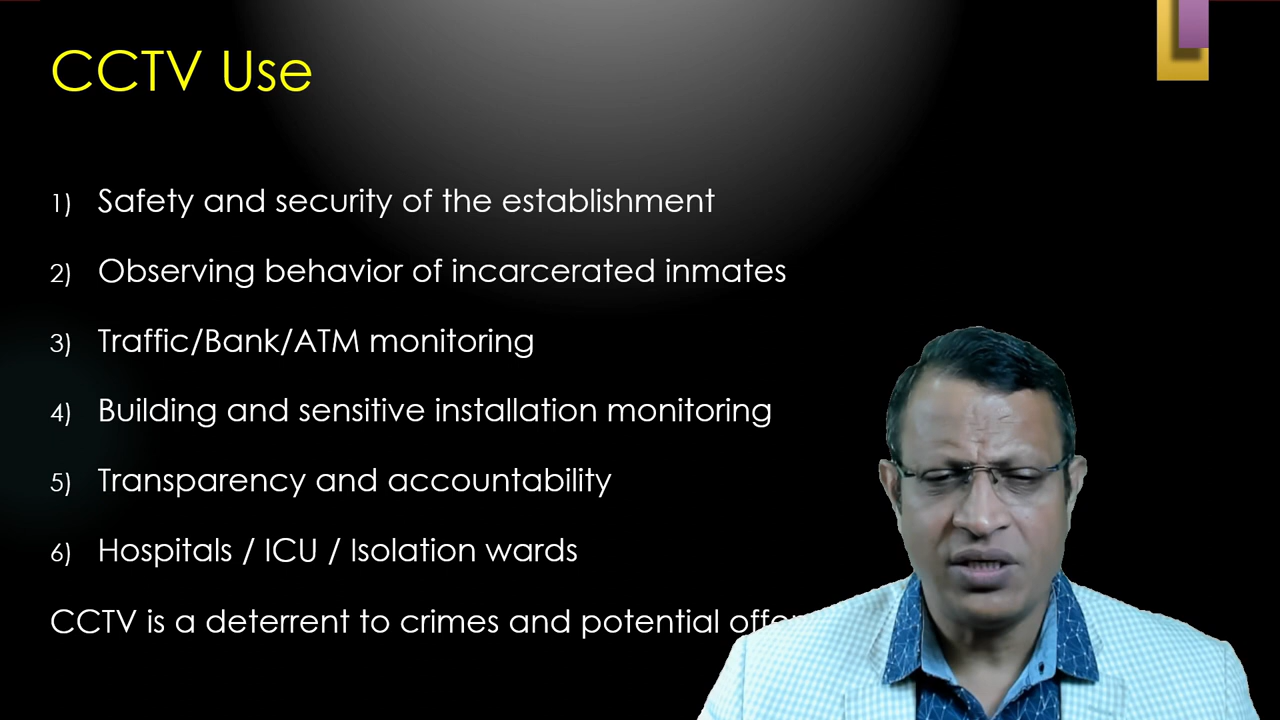 CCTV Use
1) Safety and security of the establishment
2) Observing behavior of incarcerated inmates
3) Traffic/Bank/ATM monitoring
4) Building and sensitive installation monitoring
5) Transparency and accountability
6) Hospitals / ICU / Isolation wards
CCTV is a deterrent to crimes and potential